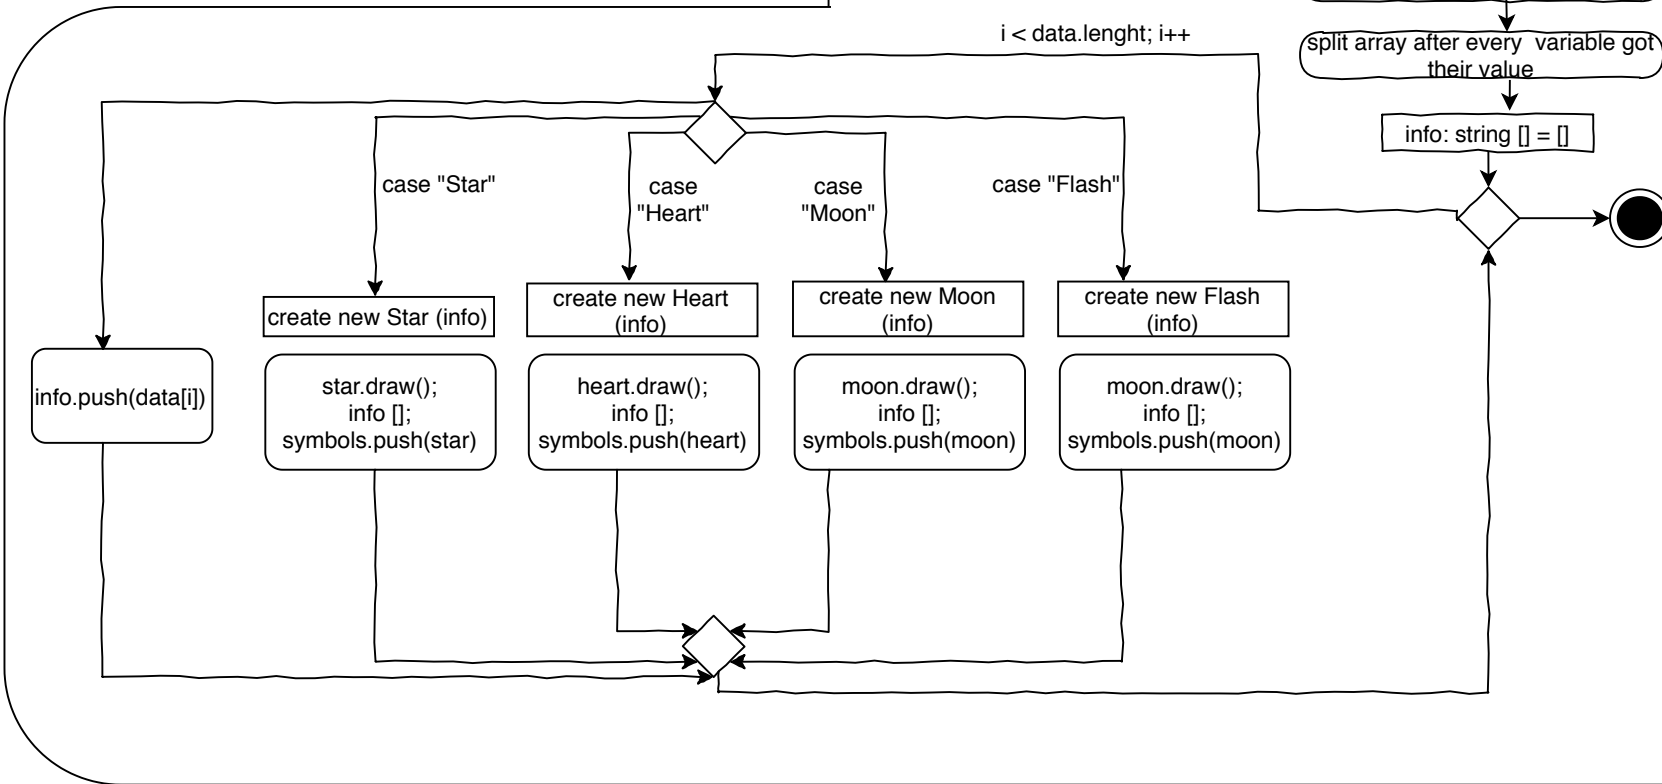 i < data.lenght; i++
split array after every  variable got
their value
info: string [] = []
case "Star"
case
"Heart"
case
"Moon"
case "Flash"
create new Star (info)
create new Heart
(info)
create new Moon
(info)
create new Flash
(info)
info.push(data[i])
star.draw();
info [];
symbols.push(star)
heart.draw();
info [];
symbols.push(heart)
moon.draw();
info [];
symbols.push(moon)
moon.draw();
info [];
symbols.push(moon)